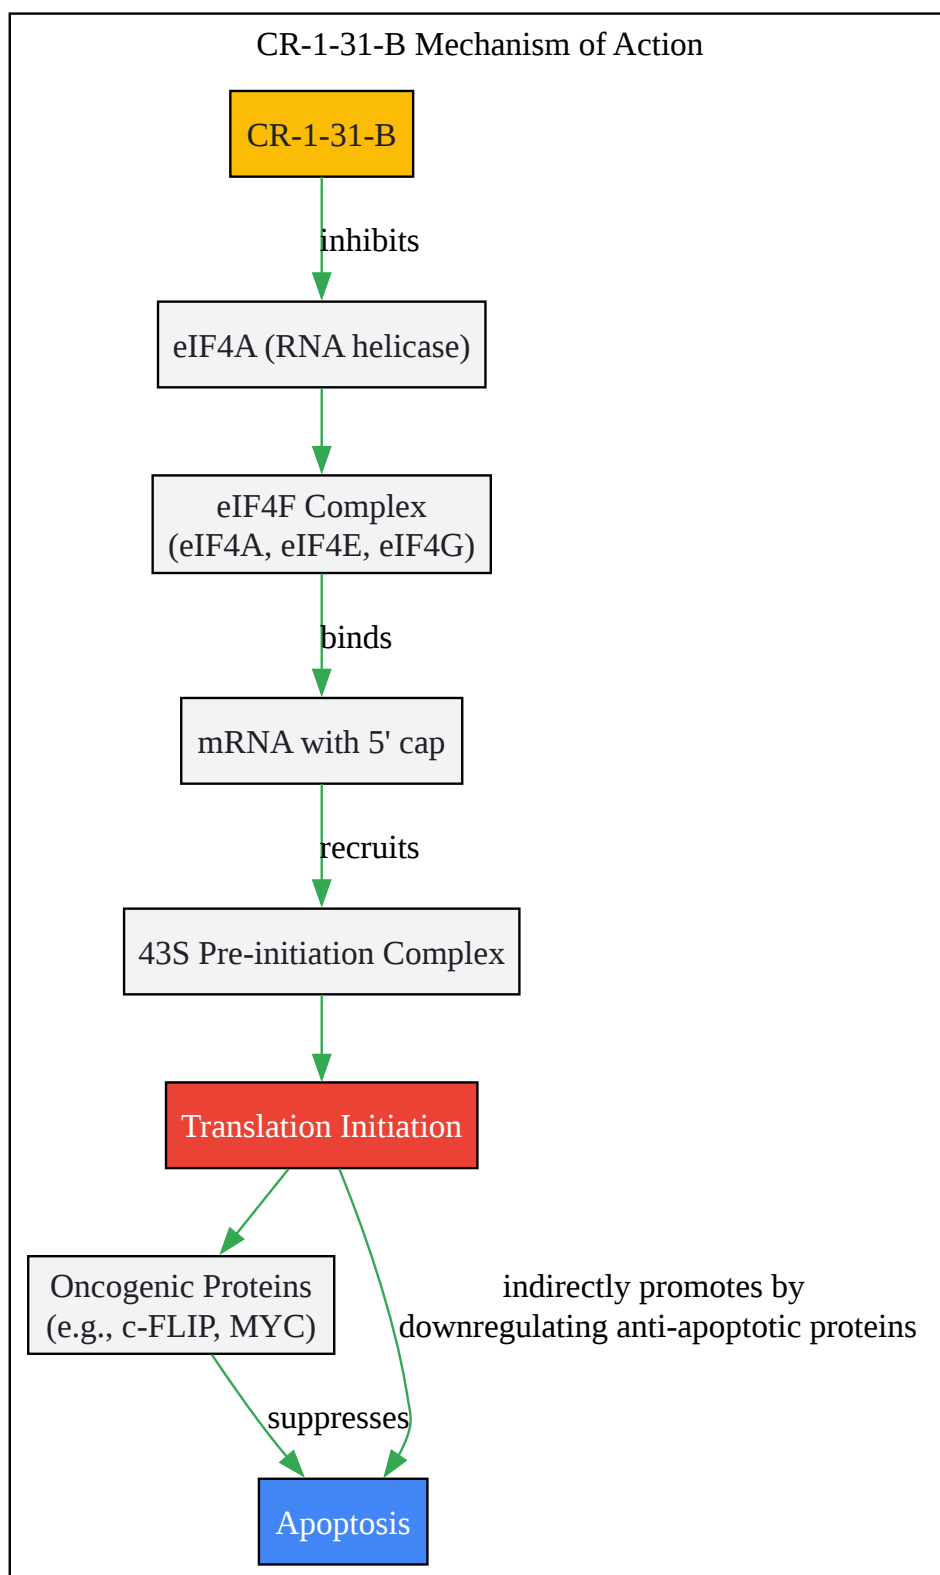 CR-1-31-B Mechanism of Action
CR-1-31-B
inhibits
eIF4A (RNA helicase)
eIF4F Complex
(eIF4A, eIF4E, eIF4G)
binds
mRNA with 5' cap
recruits
43S Pre-initiation Complex
Translation Initiation
Oncogenic Proteins
(e.g., c-FLIP, MYC)
indirectly promotes by
downregulating anti-apoptotic proteins
suppresses
Apoptosis